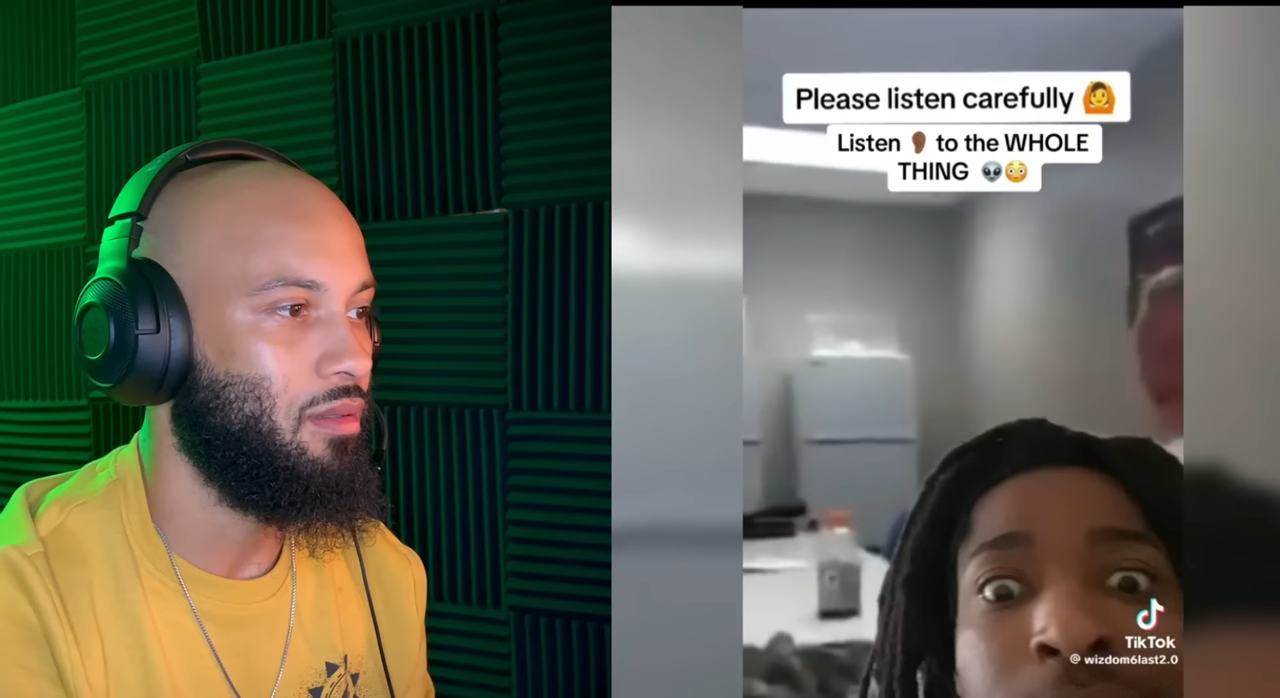 Please listen carefully 🙆
Listen 👂🏾 to the WHOLE
THING 👽😳
TikTok
@ wizdom6last2.0